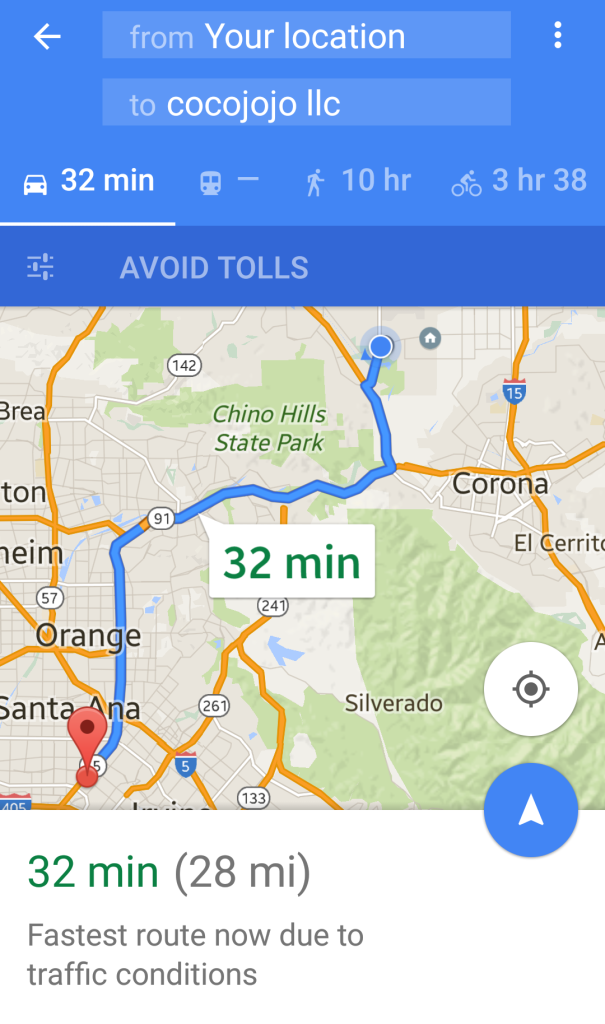 from Your location
to cocojojo llc
32 min
—
10 hr
3 hr 38
AVOID TOLLS
142
15
Brea
Chino Hills
State Park
Corona
ton
91
El Cerrito
heim
32 min
57
241
Orange
A
261
Silverado
Santa Ana
5
5
133
405
Irvine
32 min (28 mi)
Fastest route now due to
traffic conditions